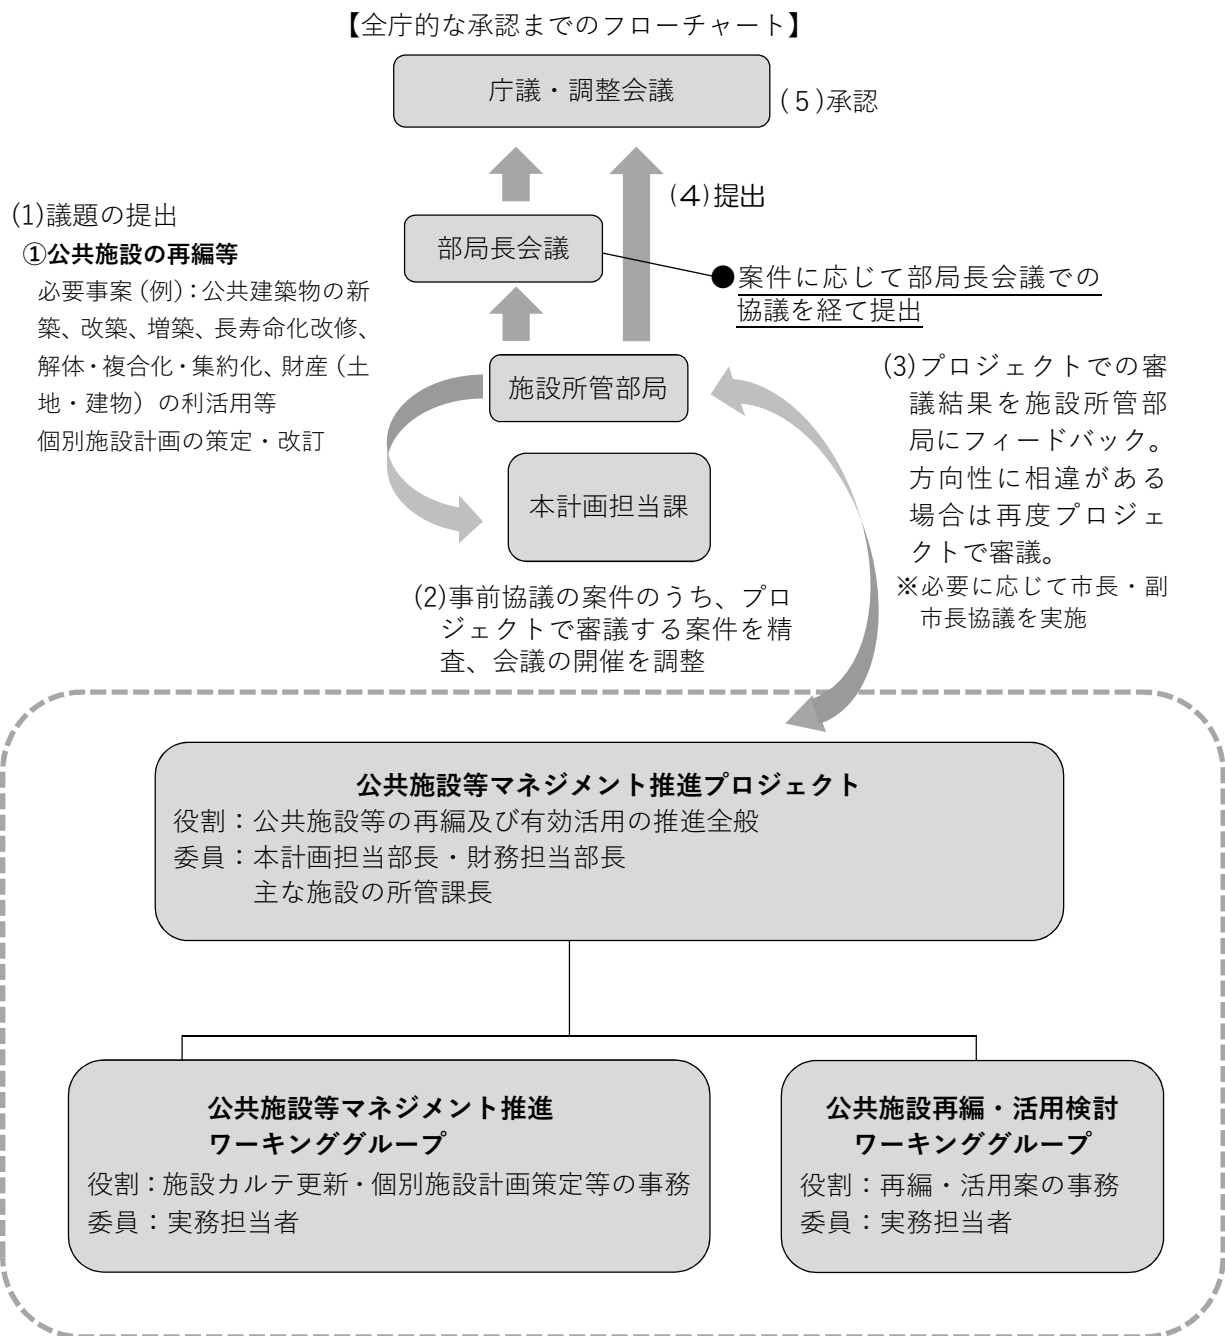 【全庁的な承認までのフローチャート】
庁議・調整会議
(5)承認
(4)提出
(1)議題の提出
①公共施設の再編等
必要事案(例)：公共建築物の新
築、改築、増築、長寿命化改修、
解体・複合化・集約化、財産(土
地・建物)の利活用等
個別施設計画の策定・改訂
部局長会議
●案件に応じて部局長会議での
協議を経て提出
施設所管部局
(3)プロジェクトでの審
議結果を施設所管部
局にフィードバック。
方向性に相違がある
場合は再度プロジェ
クトで審議。
※必要に応じて市長・副
市長協議を実施
本計画担当課
(2)事前協議の案件のうち、プロ
ジェクトで審議する案件を精
査、会議の開催を調整
公共施設等マネジメント推進プロジェクト
役割：公共施設等の再編及び有効活用の推進全般
委員：本計画担当部長・財務担当部長
主な施設の所管課長
公共施設等マネジメント推進
ワーキンググループ
役割：施設カルテ更新・個別施設計画策定等の事務
委員：実務担当者
公共施設再編・活用検討
ワーキンググループ
役割：再編・活用案の事務
委員：実務担当者